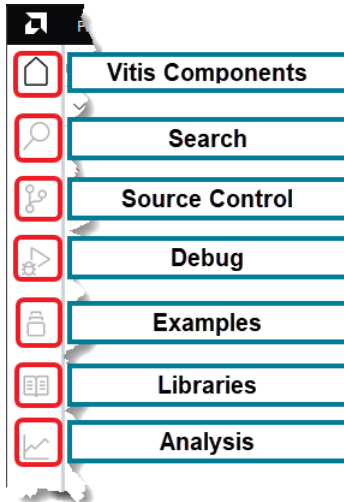 Vitis Components
Search
Source Control
Debug
Examples
Libraries
Analysis